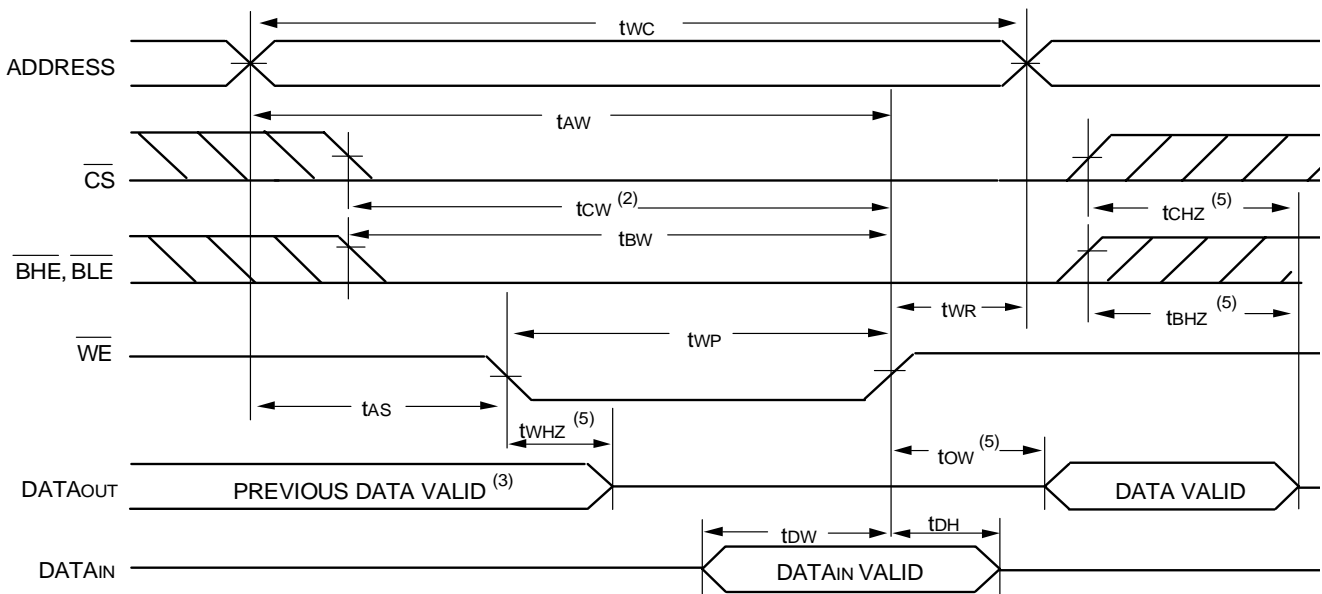 tWC
ADDRESS
tAW
CS
tCW (2)
tCHZ (5)
tBW
BHE, BLE
tWR
tBHZ (5)
tWP
WE
tAS
tWHZ (5)
tOW (5)
DATAOUT
PREVIOUS DATA VALID (3)
DATA VALID
tDW
tDH
DATAIN
DATAIN VALID